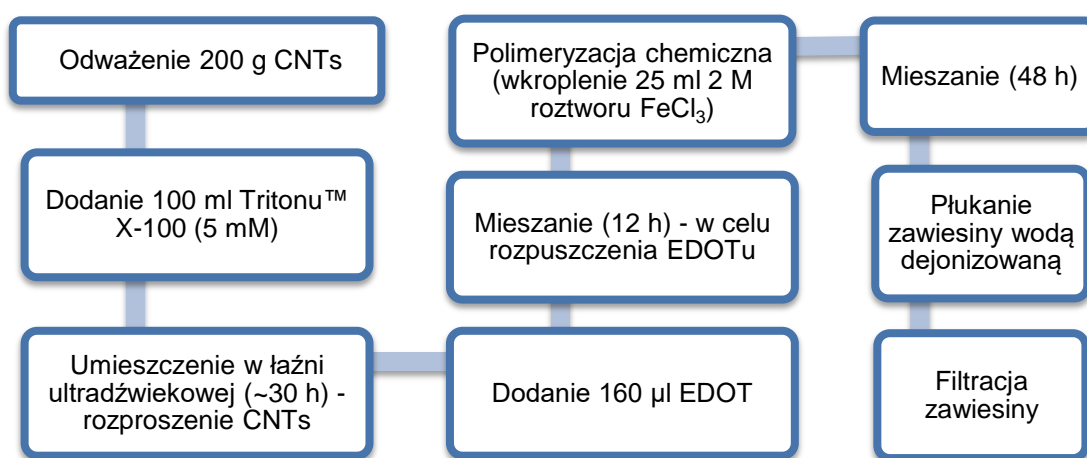 Odważenie 200 g CNTs
Dodanie 100 ml Tritonu™
X-100 (5 mM)
Umieszczenie w łaźni
ultradźwiekowej (~30 h) -
rozproszenie CNTs
Dodanie 160 µl EDOT
Mieszanie (12 h) - w celu
rozpuszczenia EDOTu
Polimeryzacja chemiczna
(wkroplenie 25 ml 2 M
roztworu FeCl₃)
Mieszanie (48 h)
Płukanie
zawiesiny wodą
dejonizowaną
Filtracja
zawiesiny